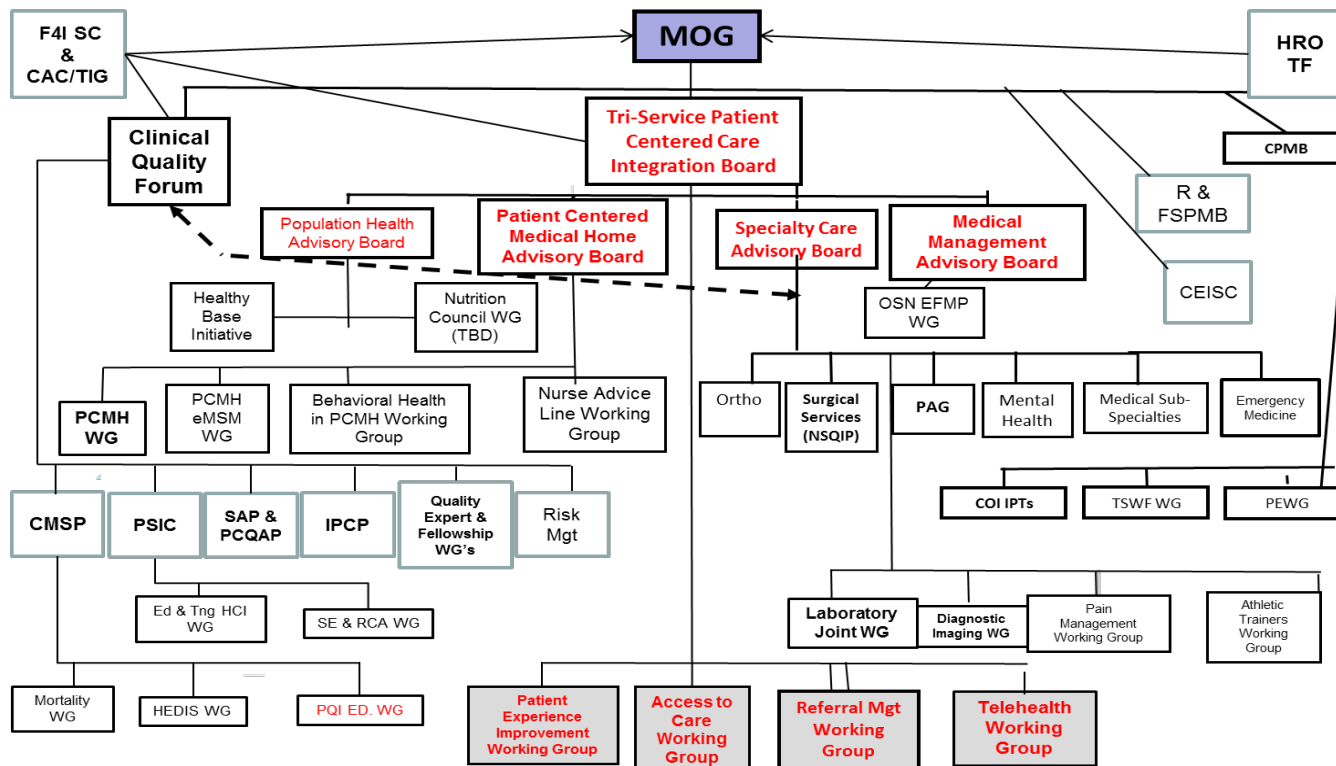 F4I SC
&
CAC/TIG
MOG
HRO
TF
Clinical
Quality
Forum
Tri-Service Patient
Centered Care
Integration Board
CPMB
R &
FSPMB
CEISC
Population Health
Advisory Board
Patient Centered
Medical Home
Advisory Board
Specialty Care
Advisory Board
Medical
Management
Advisory Board
Healthy
Base
Initiative
Nutrition
Council WG
(TBD)
OSN EFMP
WG
PCMH
WG
PCMH
eMSM
WG
Behavioral Health
in PCMH Working
Group
Nurse Advice
Line Working
Group
Ortho
Surgical
Services
(NSQIP)
PAG
Mental
Health
Medical Sub-
Specialties
Emergency
Medicine
CMSP
PSIC
SAP &
PCQAP
IPCP
Quality
Expert &
Fellowship
WG's
Risk
Mgt
COI IPTs
TSWF WG
PEWG
Ed & Tng HCI
WG
SE & RCA WG
Laboratory
Joint WG
Diagnostic
Imaging WG
Pain
Management
Working Group
Athletic
Trainers
Working
Group
Mortality
WG
HEDIS WG
PQI ED. WG
Patient
Experience
Improvement
Working Group
Access to
Care
Working
Group
Referral Mgt
Working
Group
Telehealth
Working
Group